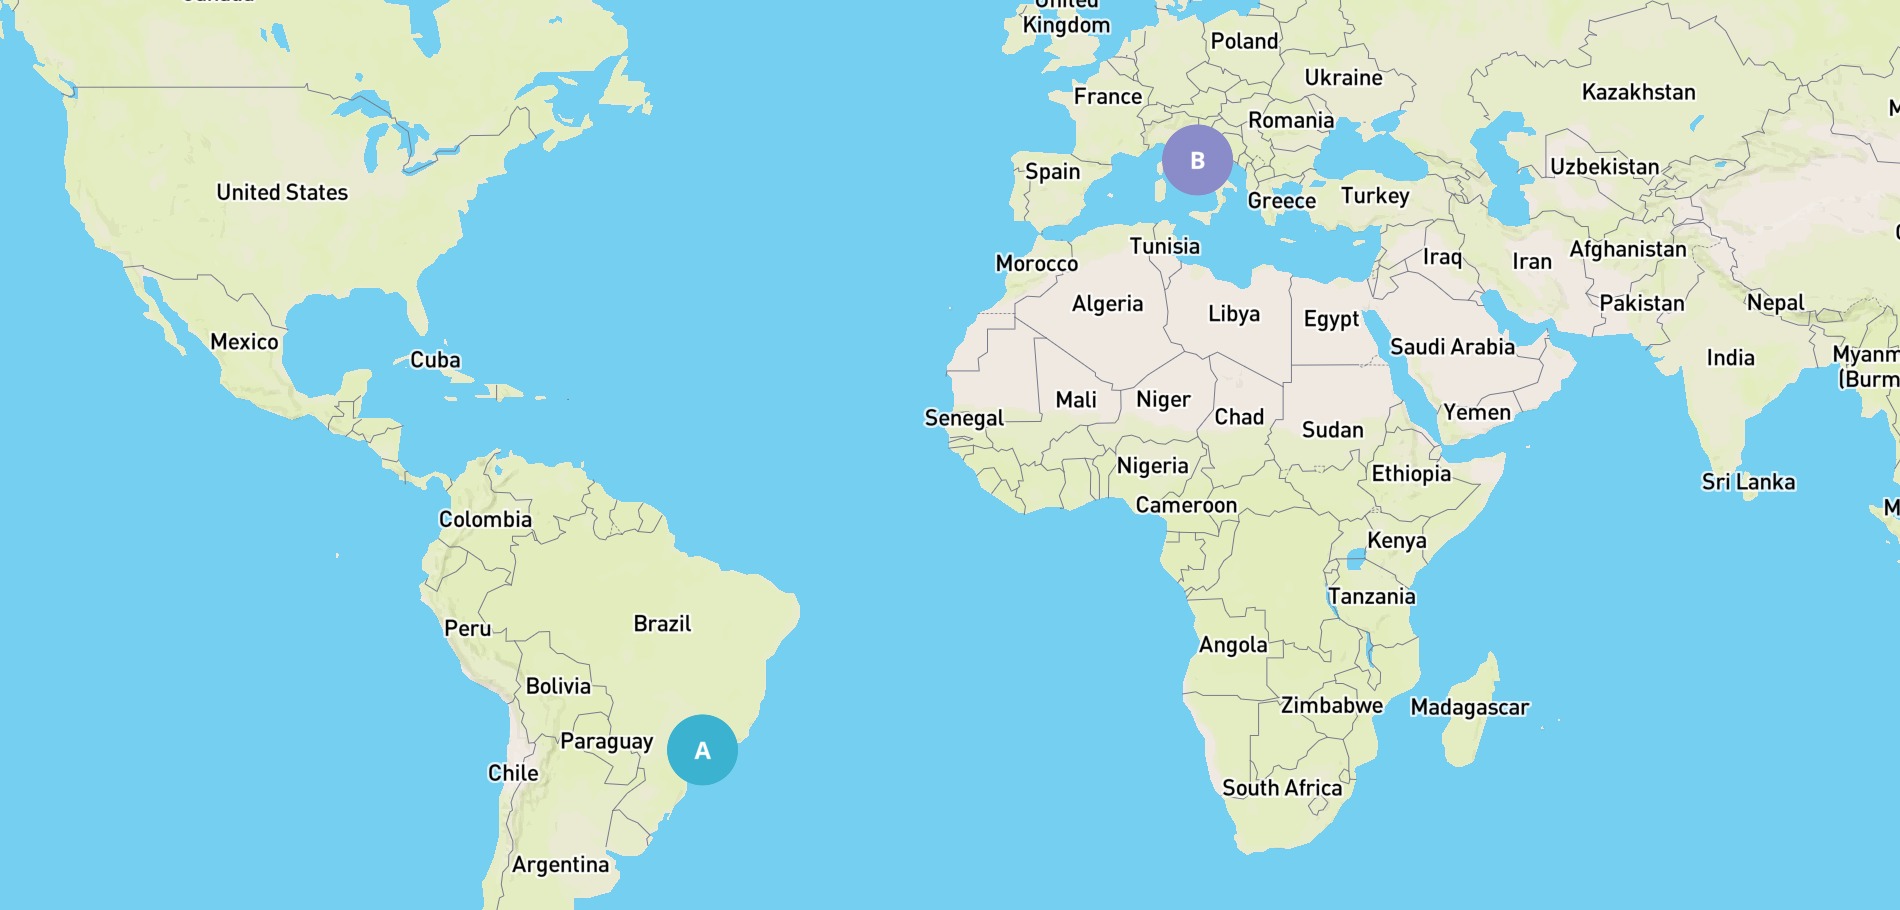 Canada
United
Kingdom
Poland
Ukraine
France
Kazakhstan
Romania
B
Uzbekistan
Spain
United States
Greece
Turkey
Tunisia
Morocco
Iraq
Iran
Afghanistan
Algeria
Libya
Egypt
Pakistan
Nepal
Mexico
Cuba
Saudi Arabia
India
Myanm
(Burm
Mali
Niger
Chad
Senegal
Yemen
Sudan
Nigeria
Ethiopia
Sri Lanka
Cameroon
M
Colombia
Kenya
Tanzania
Peru
Brazil
Angola
Bolivia
Zimbabwe
Madagascar
Paraguay
A
Chile
South Africa
Argentina